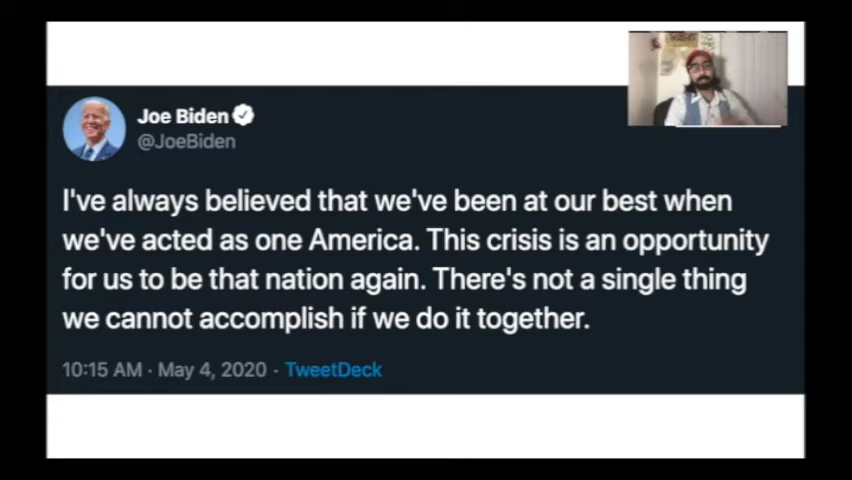 Joe Biden
@JoeBiden
I've always believed that we've been at our best when
we've acted as one America. This crisis is an opportunity
for us to be that nation again. There's not a single thing
we cannot accomplish if we do it together.
10:15 AM · May 4, 2020 · TweetDeck